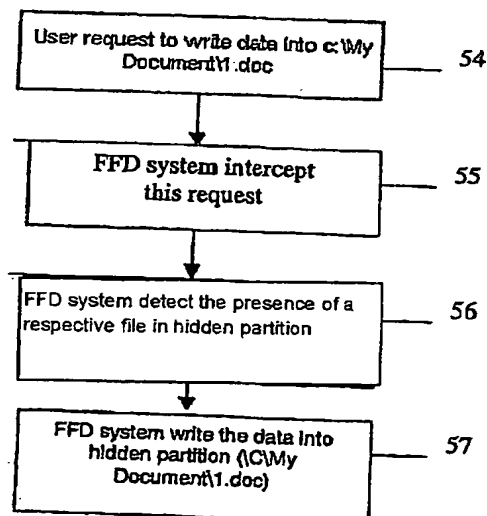 User request to write data into c:\My
Document\1.doc
54
FFD system intercept
this request
55
FFD system detect the presence of a
respective file in hidden partition
56
FFD system write the data into
hidden partition (\C\My
Document\1.doc)
57